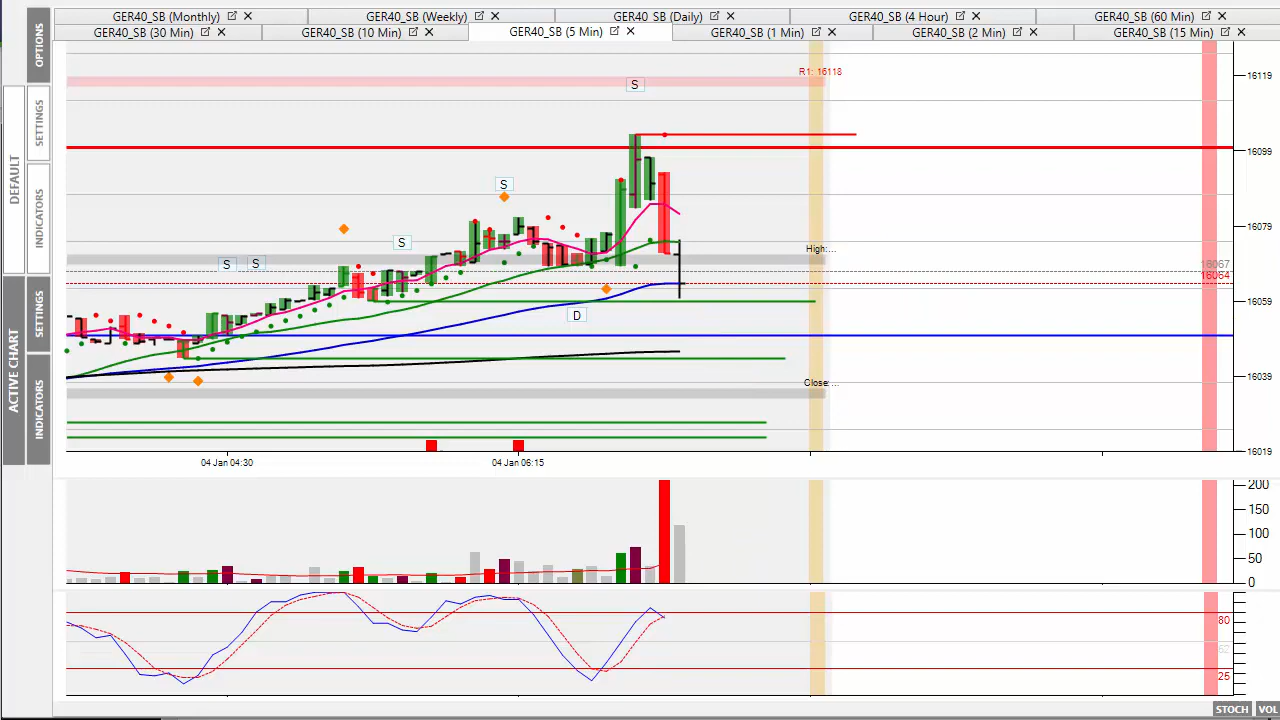 GER40_SB (Monthly)
GER40_SB (Weekly)
GER40_SB (Daily)
GER40_SB (4 Hour)
GER40_SB (60 Min)
GER40_SB (30 Min)
GER40_SB (10 Min)
GER40_SB (5 Min)
GER40_SB (1 Min)
GER40_SB (2 Min)
GER40_SB (15 Min)
OPTIONS
DEFAULT
SETTINGS
INDICATORS
ACTIVE CHART
SETTINGS
INDICATORS
R1: 16118
16119
S
16099
S
16079
S
High:...
S
S
16067
16064
16059
D
16039
Close:...
16019
04 Jan 04:30
04 Jan 06:15
200
150
100
50
0
80
52
25
STOCH
VOL